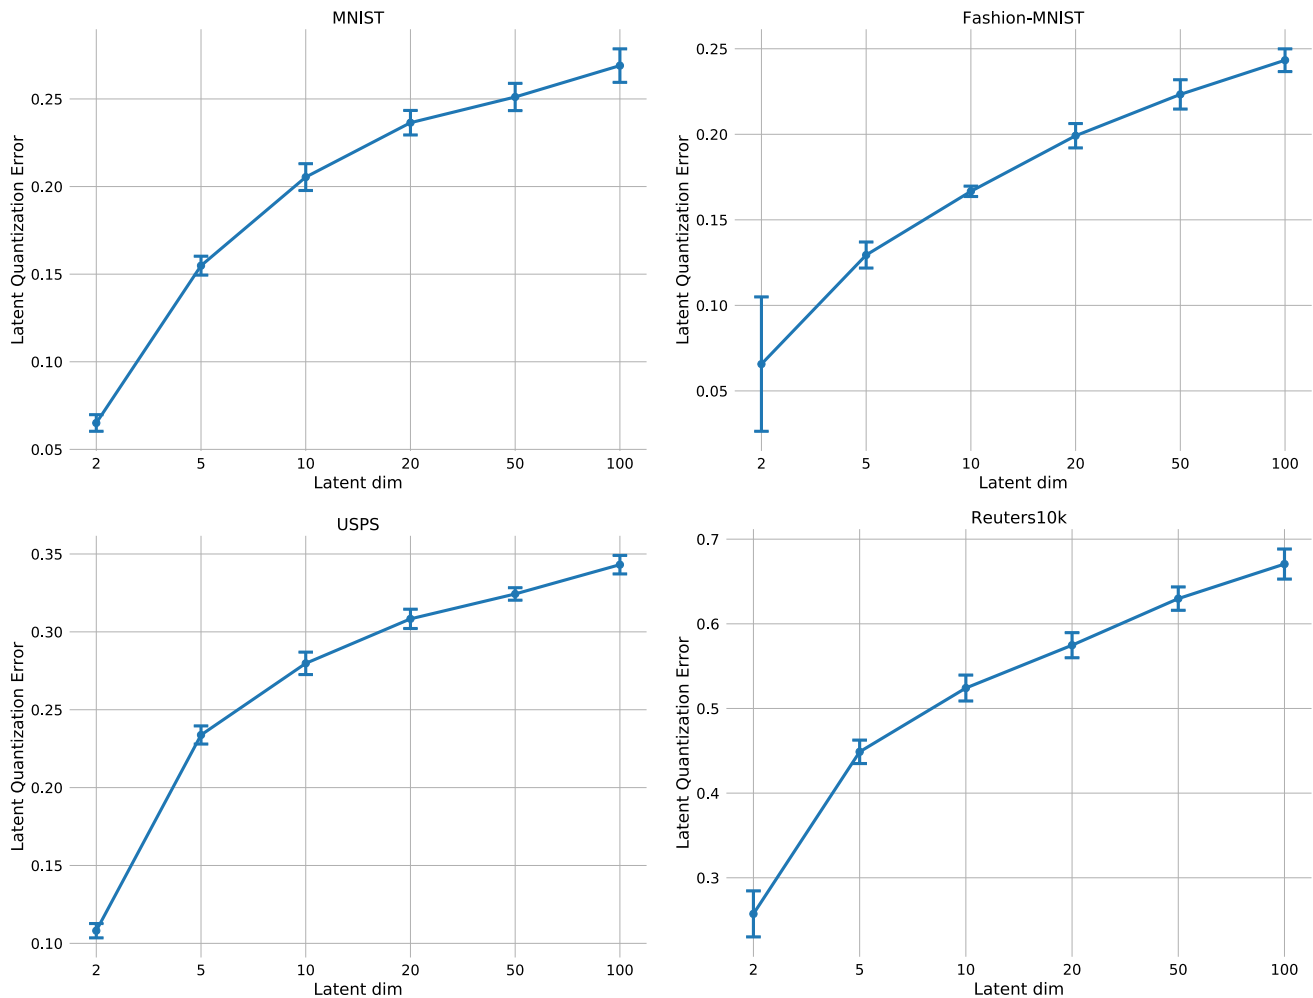 MNIST
Latent Quantization Error
0.25
0.20
0.15
0.10
0.05
2 5 10 20 50 100
Latent dim
Fashion-MNIST
Latent Quantization Error
0.25
0.20
0.15
0.10
0.05
2 5 10 20 50 100
Latent dim
USPS
Latent Quantization Error
0.35
0.30
0.25
0.20
0.15
0.10
2 5 10 20 50 100
Latent dim
Reuters10k
Latent Quantization Error
0.7
0.6
0.5
0.4
0.3
2 5 10 20 50 100
Latent dim